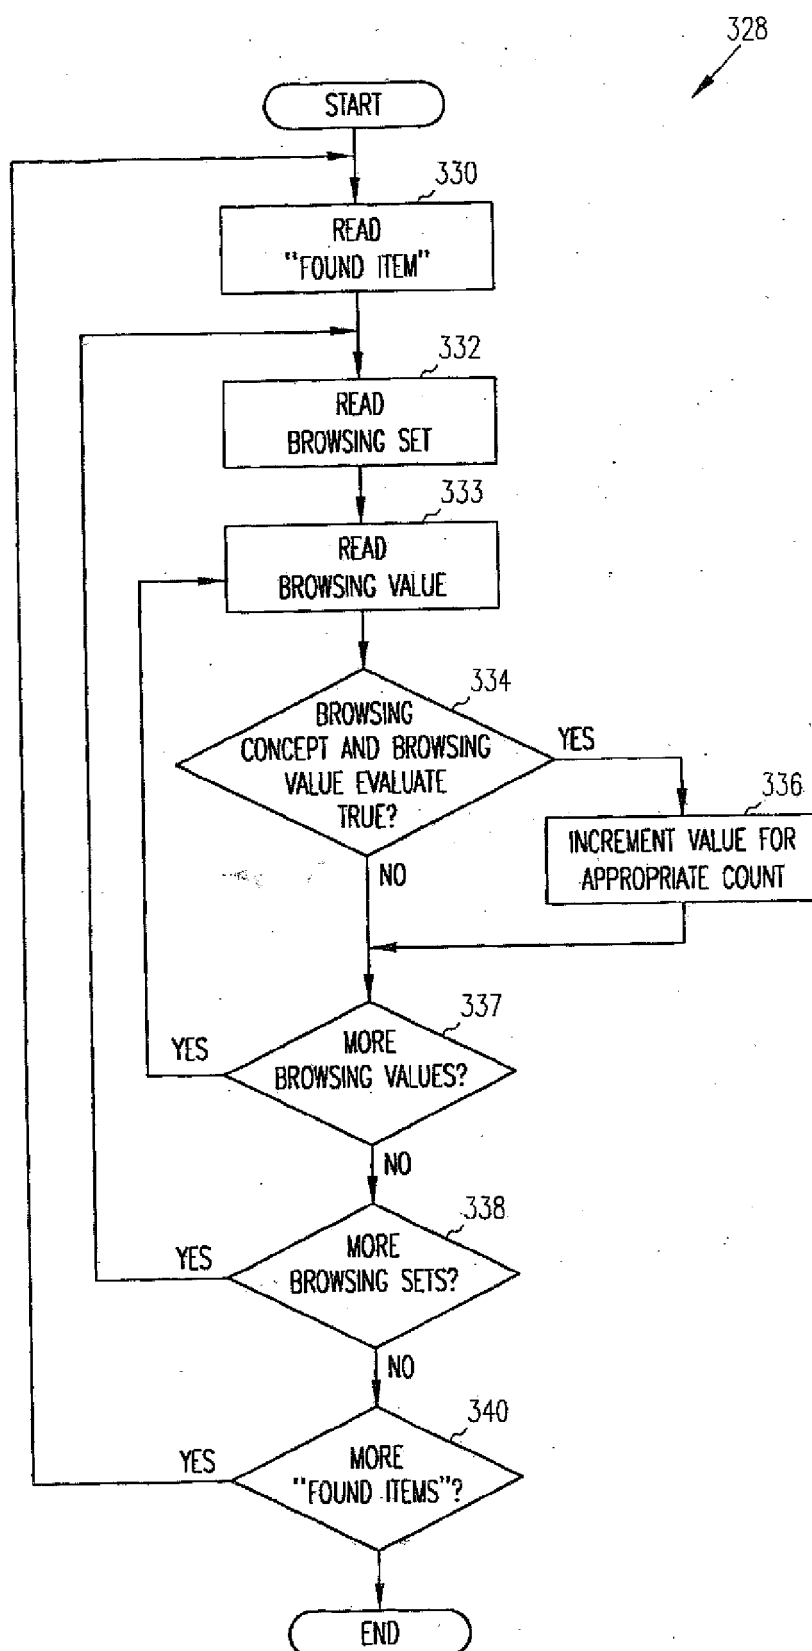 328
START
330
READ
"FOUND ITEM"
332
READ
BROWSING SET
333
READ
BROWSING VALUE
334
BROWSING
CONCEPT AND BROWSING
VALUE EVALUATE
TRUE?
YES
336
INCREMENT VALUE FOR
APPROPRIATE COUNT
NO
337
MORE
BROWSING VALUES?
YES
NO
338
MORE
BROWSING SETS?
YES
NO
340
MORE
"FOUND ITEMS"?
YES
END